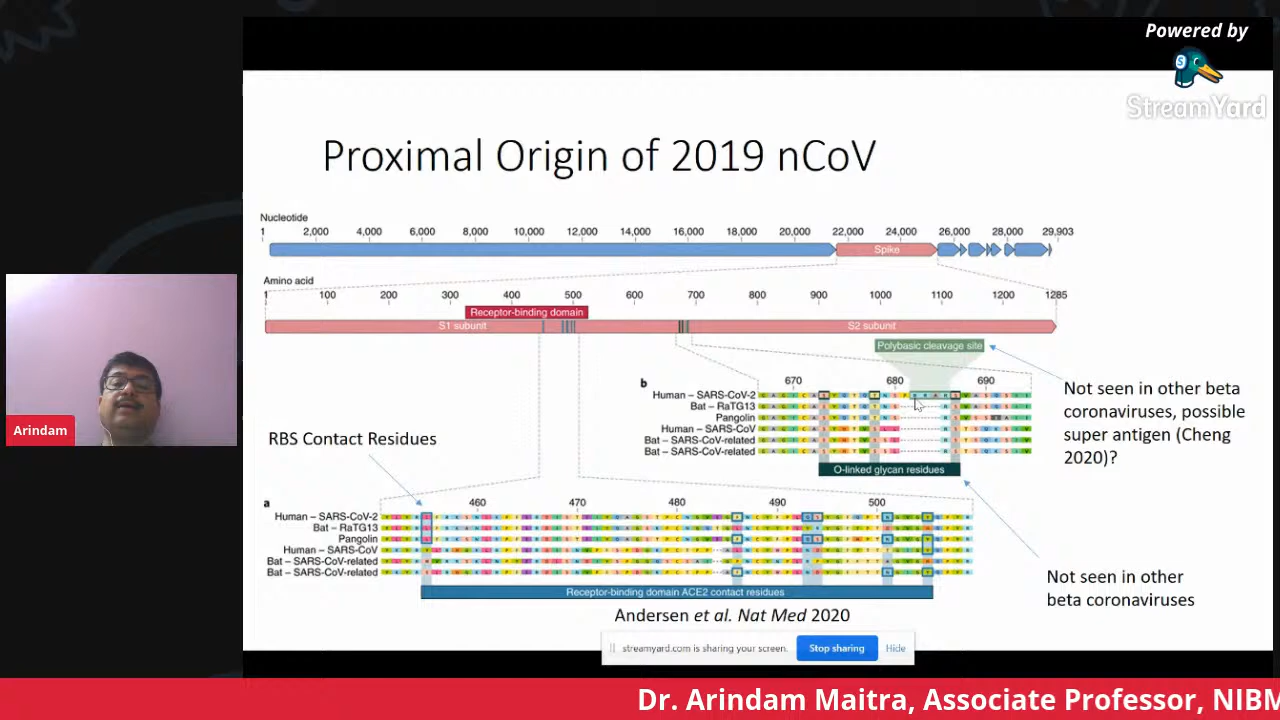 Powered by
StreamYard
Proximal Origin of 2019 nCoV
Nucleotide
1 2,000 4,000 6,000 8,000 10,000 12,000 14,000 16,000 18,000 20,000 22,000 24,000 26,000 28,000 29,903
Spike
Amino acid
1 100 200 300 400 500 600 700 800 900 1000 1100 1200 1285
Receptor-binding domain
S1 subunit S2 subunit
Polybasic cleavage site
b 670 680 690
Human – SARS-CoV-2
Bat – RaTG13
Pangolin
Human – SARS-CoV
Bat – SARS-CoV-related
Bat – SARS-CoV-related
O-linked glycan residues
Not seen in other beta
coronaviruses, possible
super antigen (Cheng
2020)?
Arindam
RBS Contact Residues
a 460 470 480 490 500
Human – SARS-CoV-2
Bat – RaTG13
Pangolin
Human – SARS-CoV
Bat – SARS-CoV-related
Bat – SARS-CoV-related
Receptor-binding domain ACE2 contact residues
Not seen in other
beta coronaviruses
Andersen et al. Nat Med 2020
streamyard.com is sharing your screen. Stop sharing Hide
Dr. Arindam Maitra, Associate Professor, NIBM